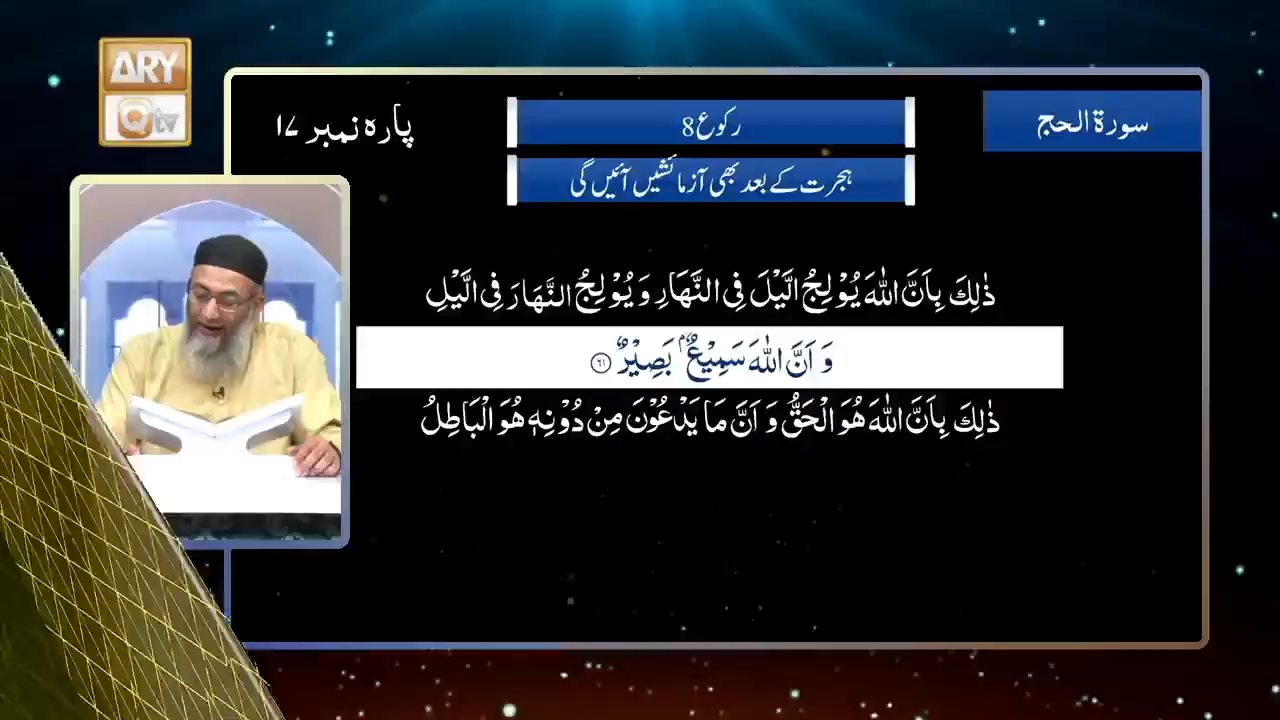 ARY
Qtv
سورۃ الحج
رکوع 8
پارہ نمبر ۱۷
ہجرت کے بعد بھی آزمائشیں آئیں گی
ذٰلِكَ بِاَنَّ اللّٰهَ يُوْلِجُ الَّيْلَ فِى النَّهَارِ وَ يُوْلِجُ النَّهَارَ فِى الَّيْلِ
وَ اَنَّ اللّٰهَ سَمِيْعٌۢ بَصِيْرٌ ﴿۶۱﴾
ذٰلِكَ بِاَنَّ اللّٰهَ هُوَ الْحَقُّ وَ اَنَّ مَا يَدْعُوْنَ مِنْ دُوْنِهٖ هُوَ الْبَاطِلُ